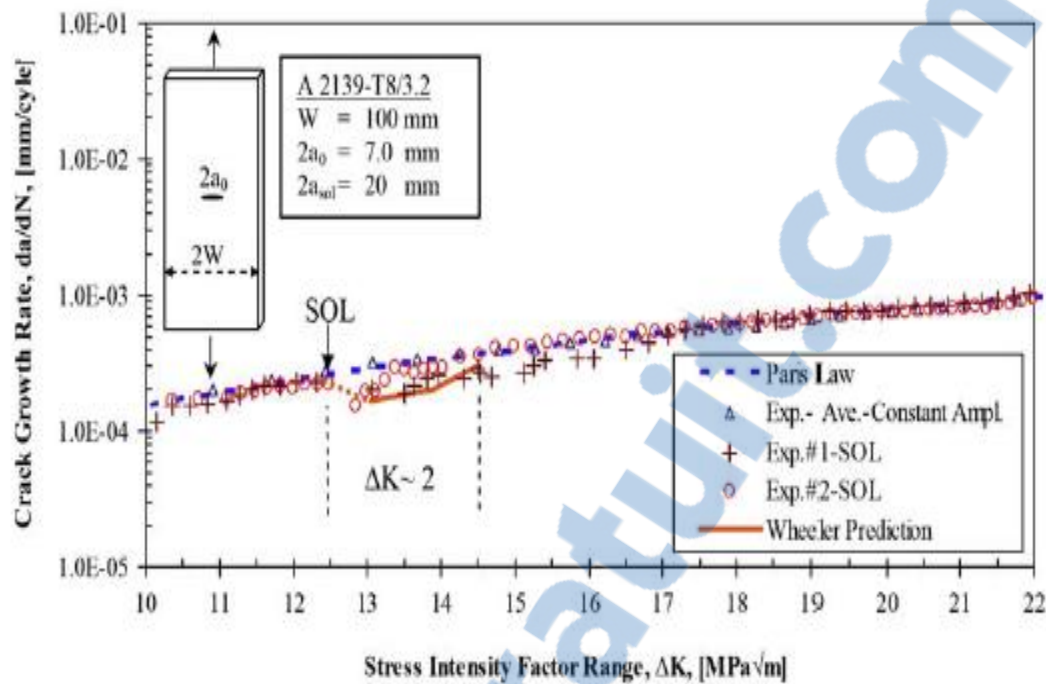 1.0E-01
1.0E-02
1.0E-03
1.0E-04
1.0E-05
Crack Growth Rate, da/dN, [mm/cyle]
A 2139-T8/3.2
W = 100 mm
2a₀ = 7.0 mm
2aₛₒₗ= 20 mm
2a₀
2W
SOL
ΔK~ 2
Paris Law
Exp.- Ave.-Constant Ampl.
Exp.#1-SOL
Exp.#2-SOL
Wheeler Prediction
10 11 12 13 14 15 16 17 18 19 20 21 22
Stress Intensity Factor Range, ΔK, [MPa√m]